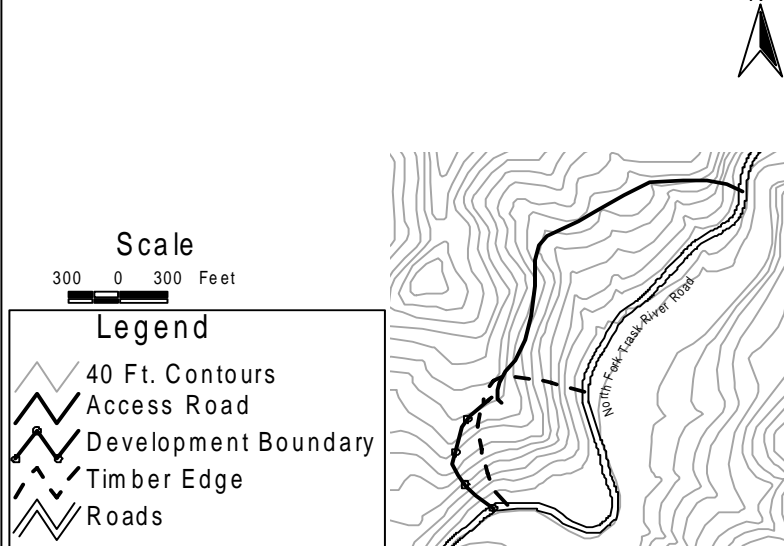 Scale
300 0 300 Feet
Legend
40 Ft. Contours
Access Road
Development Boundary
Timber Edge
Roads
North Fork Trask River Road